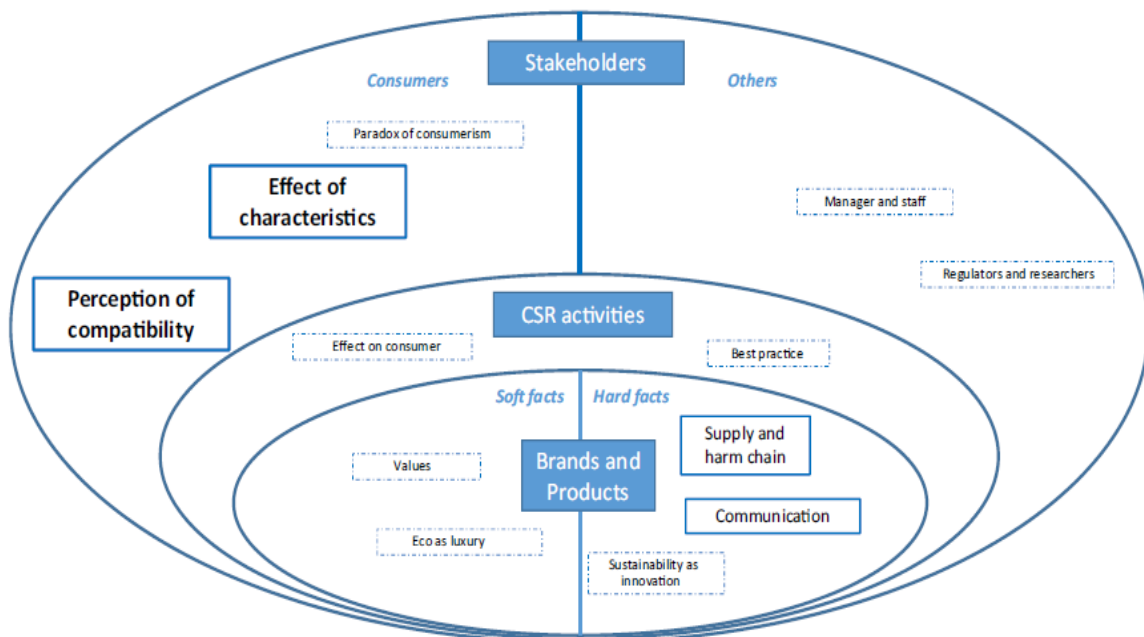 Stakeholders
Consumers
Others
Paradox of consumerism
Effect of
characteristics
Manager and staff
Regulators and researchers
Perception of
compatibility
CSR activities
Effect on consumer
Best practice
Soft facts
Hard facts
Supply and
harm chain
Brands and
Products
Values
Communication
Eco as luxury
Sustainability as
innovation